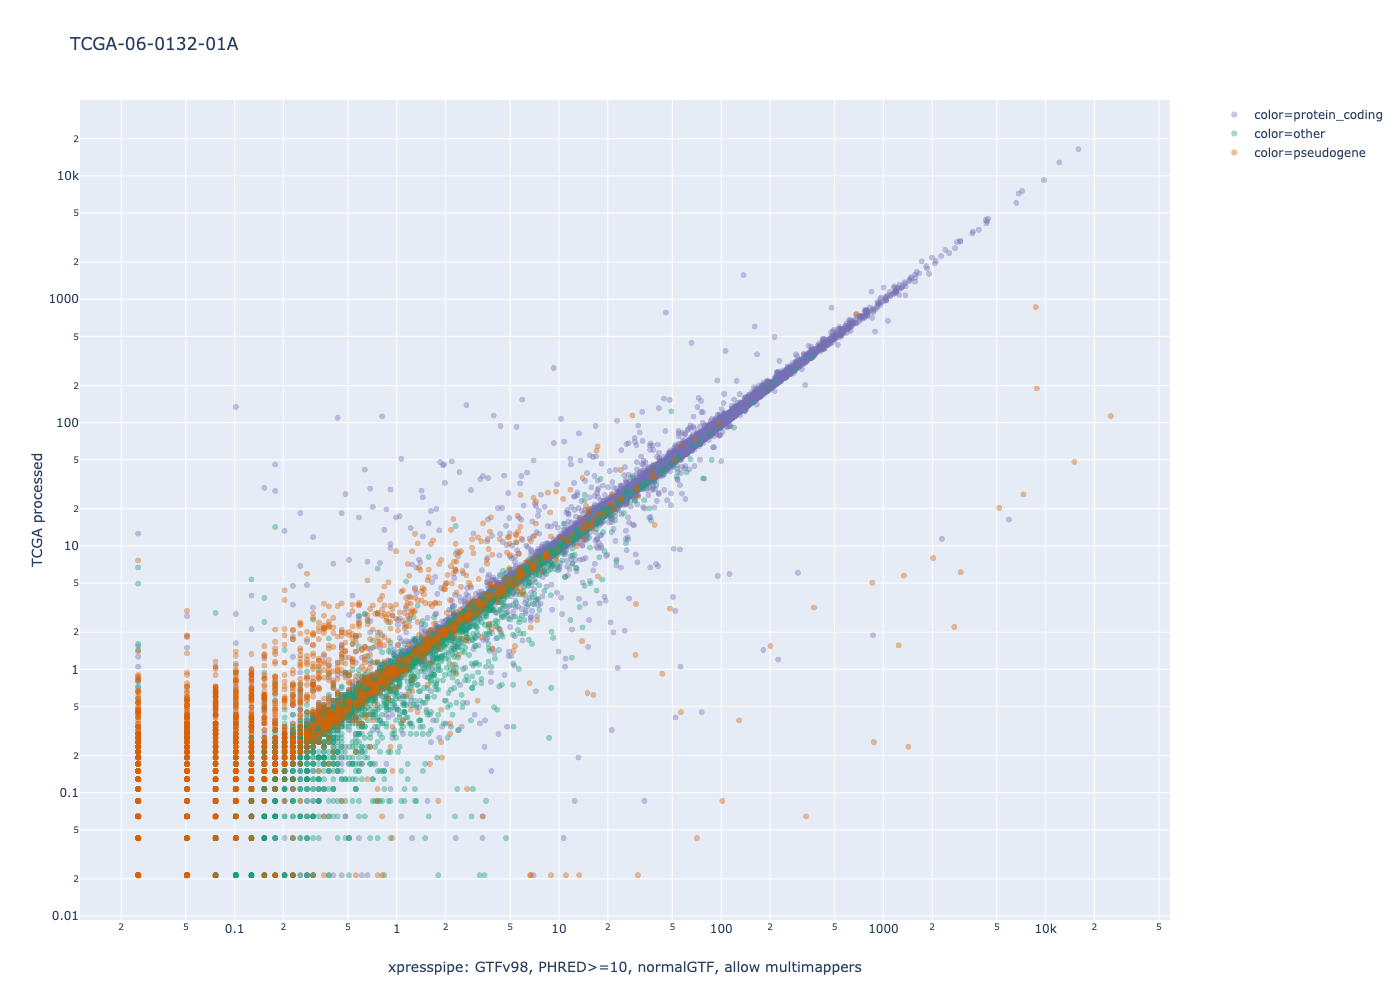 TCGA-06-0132-01A
color=protein_coding
color=other
color=pseudogene
2
10k
5
2
1000
5
2
100
5
2
10
5
2
1
5
2
0.1
5
2
0.01
TCGA processed
2 5 0.1 2 5 1 2 5 10 2 5 100 2 5 1000 2 5 10k 2 5
xpresspipe: GTFv98, PHRED>=10, normalGTF, allow multimappers